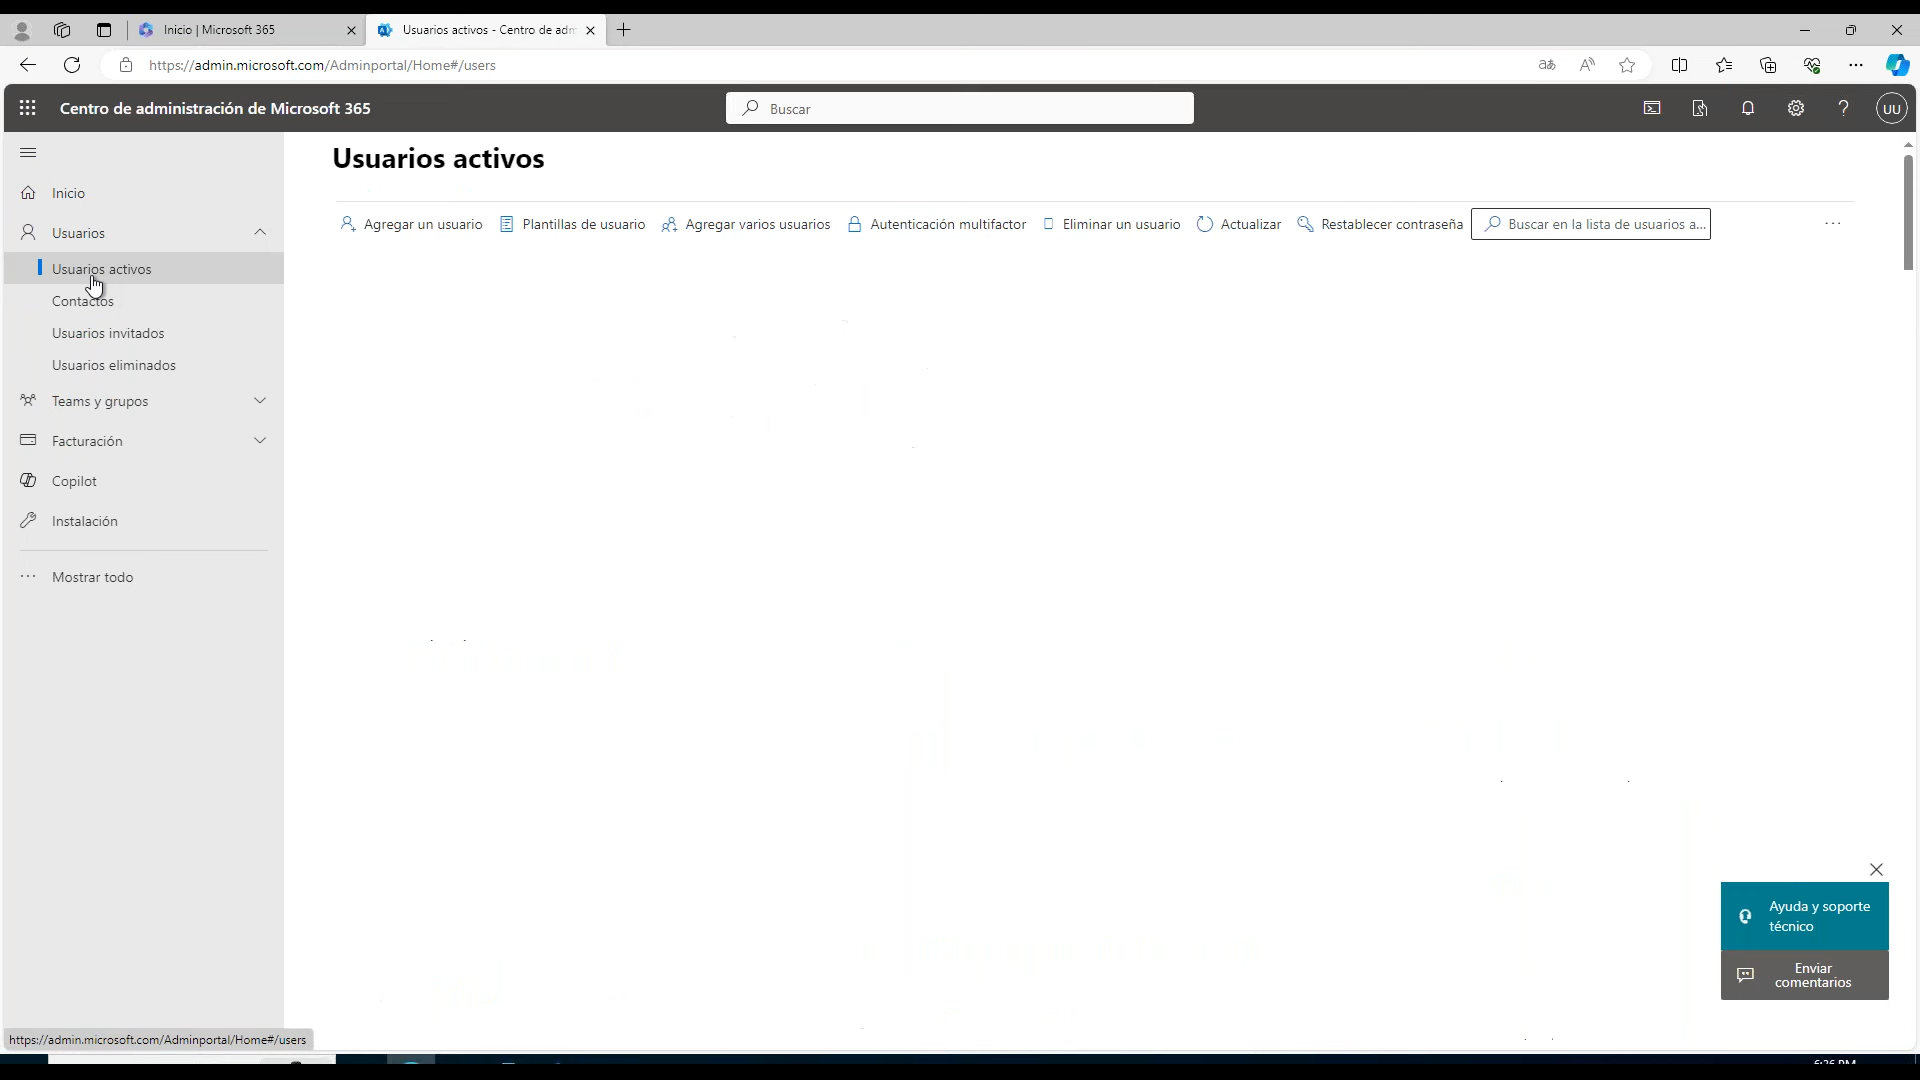 Inicio | Microsoft 365
Usuarios activos - Centro de adm
https://admin.microsoft.com/Adminportal/Home#/users
Centro de administración de Microsoft 365
Buscar
UU
Inicio
Usuarios
Usuarios activos
Contactos
Usuarios invitados
Usuarios eliminados
Teams y grupos
Facturación
Copilot
Instalación
Mostrar todo
Usuarios activos
Agregar un usuario
Plantillas de usuario
Agregar varios usuarios
Autenticación multifactor
Eliminar un usuario
Actualizar
Restablecer contraseña
Buscar en la lista de usuarios a...
Ayuda y soporte
técnico
Enviar
comentarios
https://admin.microsoft.com/Adminportal/Home#/users